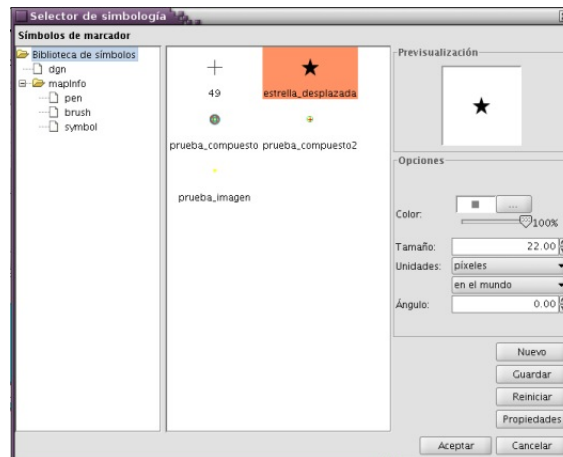 Selector de simbología
Símbolos de marcador
Biblioteca de símbolos
dgn
mapInfo
pen
brush
symbol
49
estrella_desplazada
prueba_compuesto
prueba_compuesto2
prueba_imagen
Previsualización
Opciones
Color:
...
100%
Tamaño:
22.00
Unidades:
píxeles
en el mundo
Ángulo:
0.00
Nuevo
Guardar
Reiniciar
Propiedades
Aceptar
Cancelar